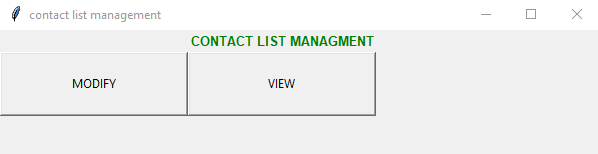 contact list management
CONTACT LIST MANAGMENT
MODIFY VIEW